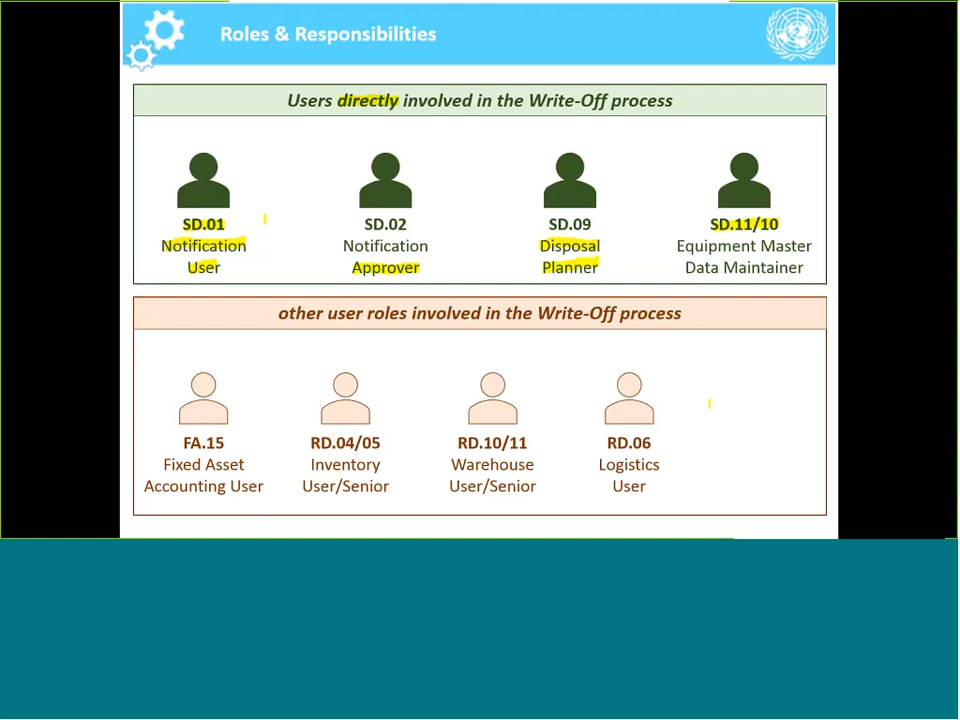 Roles & Responsibilities
Users directly involved in the Write-Off process
SD.01
Notification
User
SD.02
Notification
Approver
SD.09
Disposal
Planner
SD.11/10
Equipment Master
Data Maintainer
other user roles involved in the Write-Off process
FA.15
Fixed Asset
Accounting User
RD.04/05
Inventory
User/Senior
RD.10/11
Warehouse
User/Senior
RD.06
Logistics
User